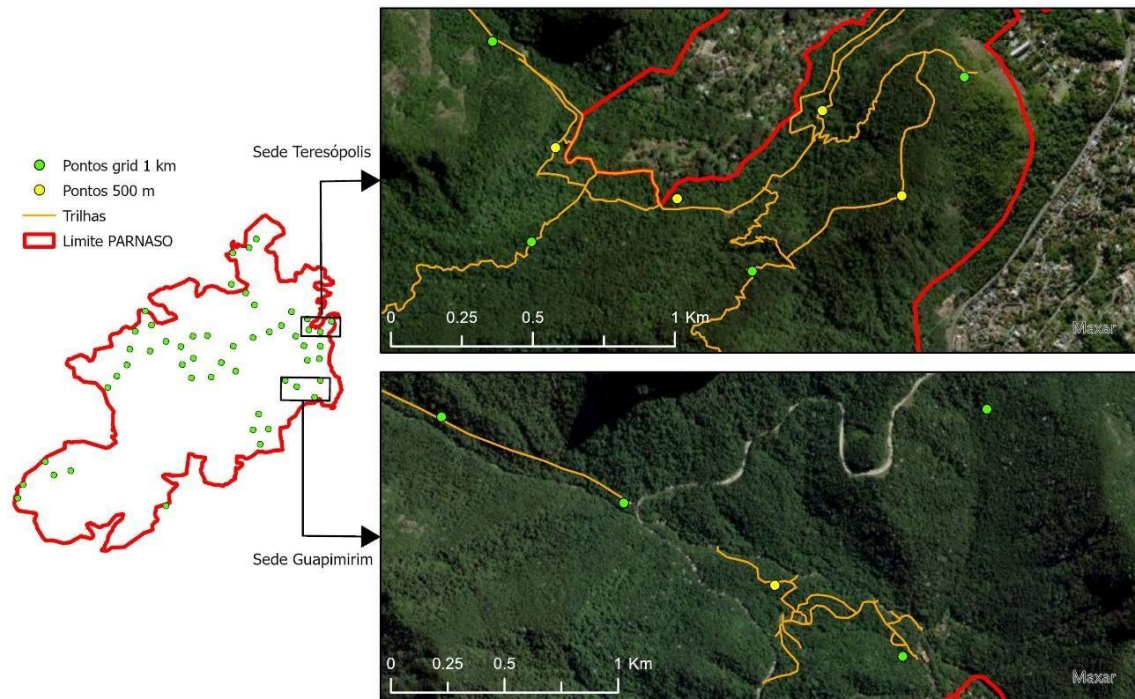 Pontos grid 1 km
Pontos 500 m
Trilhas
Limite PARNASO
Sede Teresópolis
Sede Guapimirim
0 0.25 0.5 1 Km
Maxar
0 0.25 0.5 1 Km
Maxar